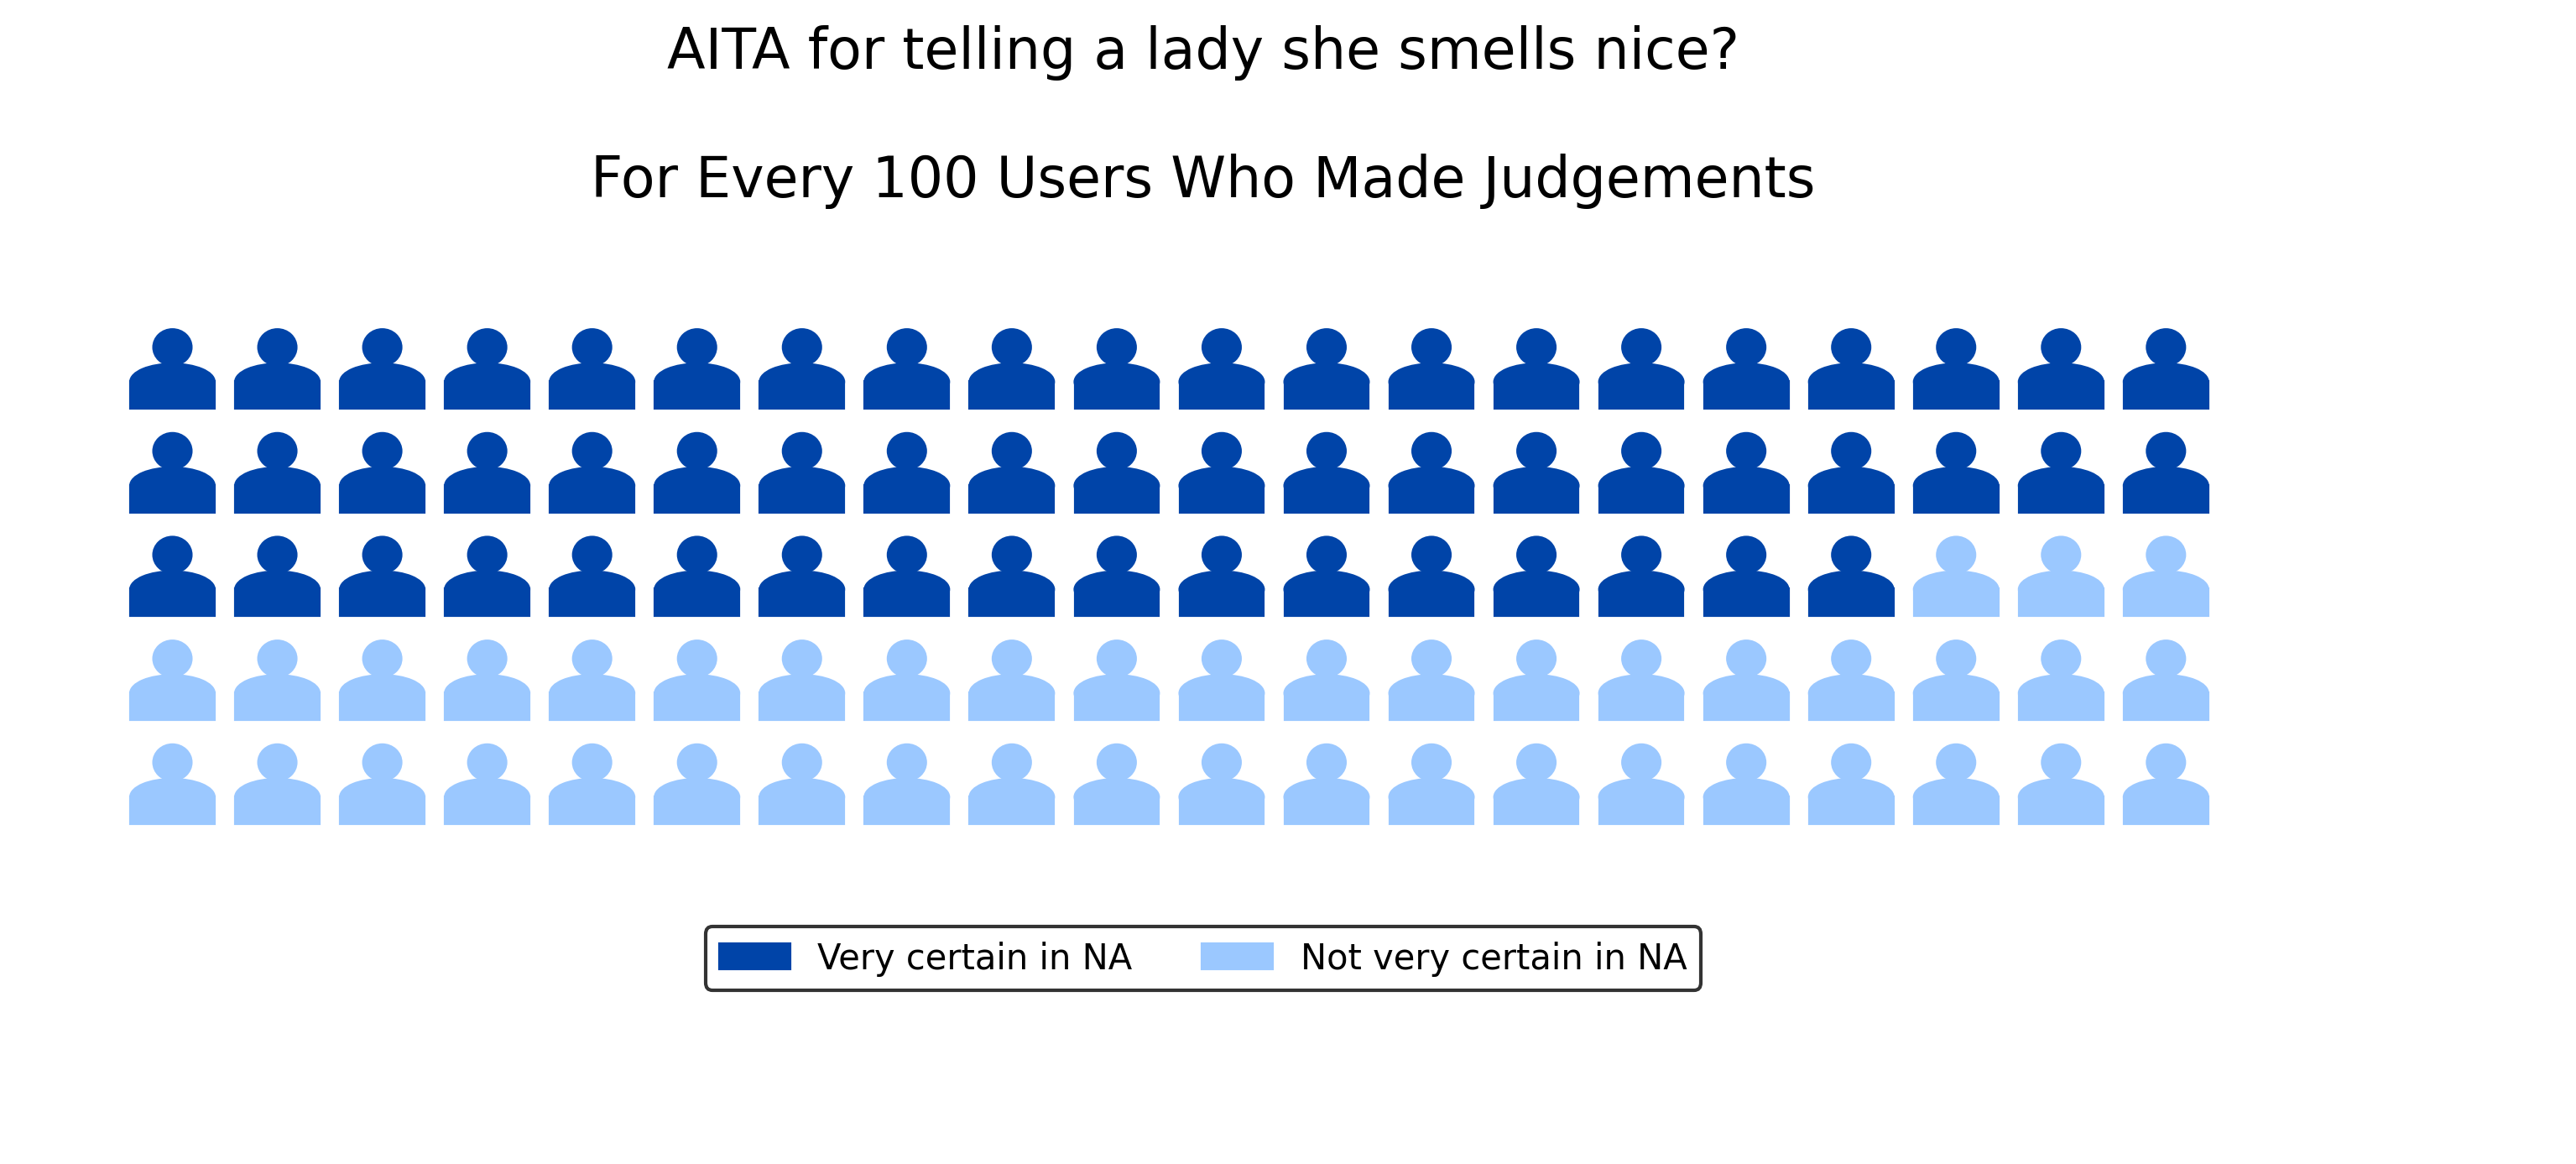 AITA for telling a lady she smells nice?
For Every 100 Users Who Made Judgements
Very certain in NA
Not very certain in NA